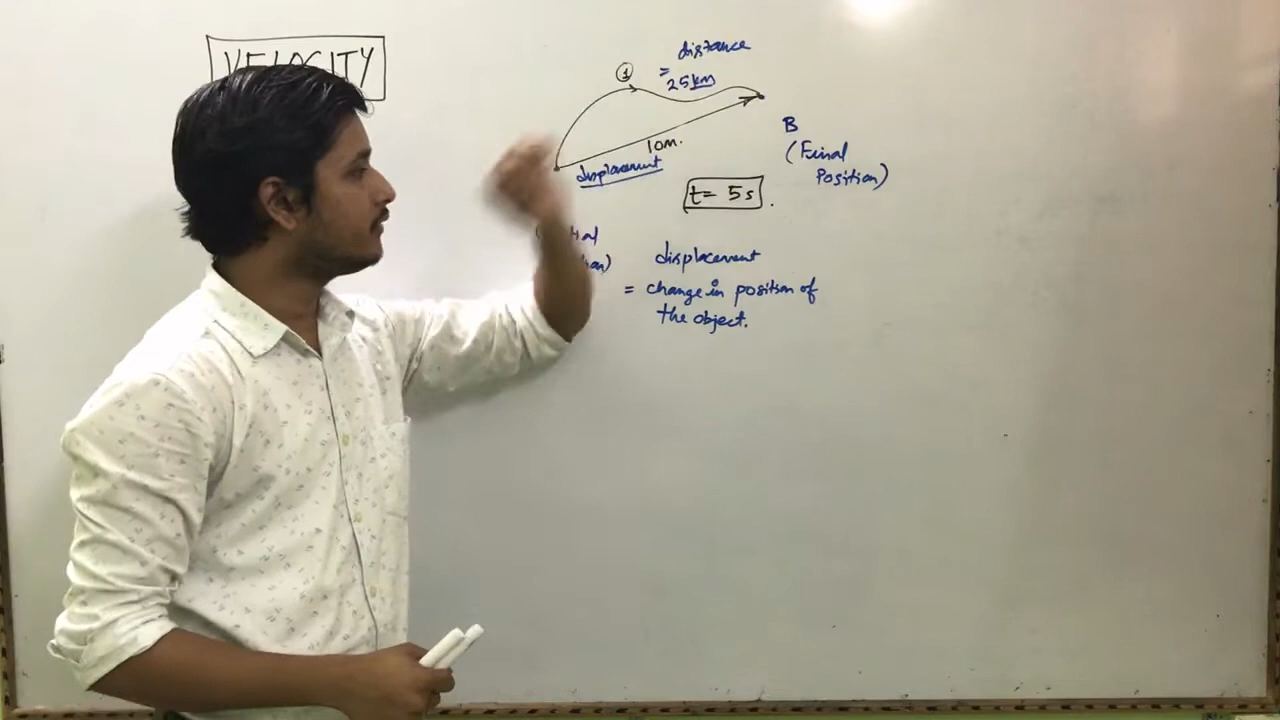 VELOCITY
distance
①
=
25km
10m.
displacement
B
(Final
Position)
t= 5s
displacement
= change in position of
the object.